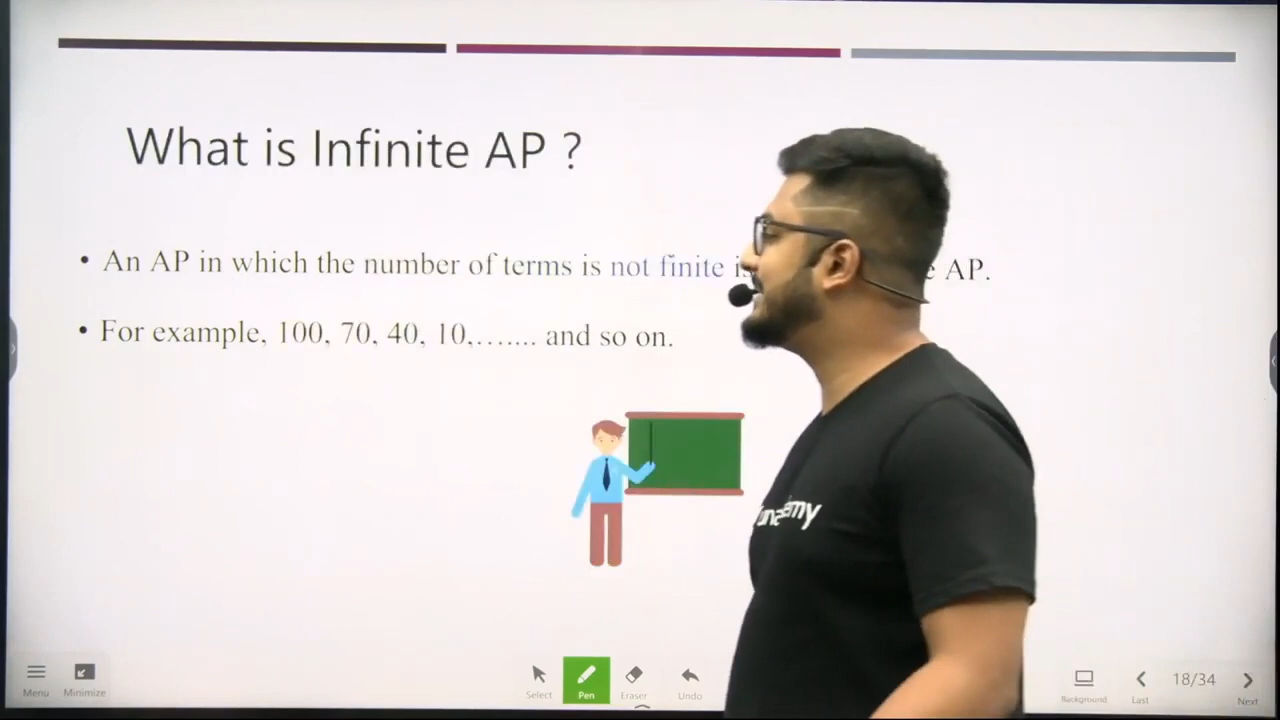 What is Infinite AP ?
• An AP in which the number of terms is not finite is AP.
• For example, 100, 70, 40, 10,…….... and so on.
Menu
Minimize
Select
Pen
Eraser
Undo
Background
Last
18/34
Next